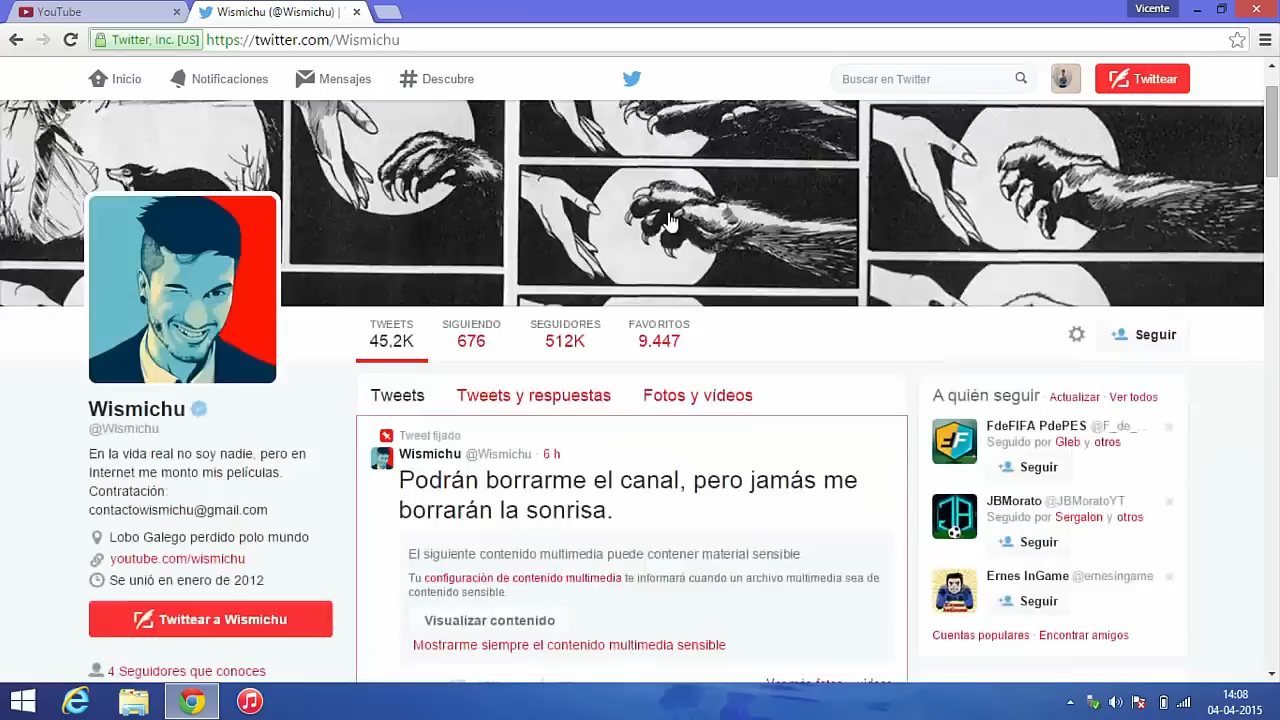 YouTube
Wismichu (@Wismichu) |
Vicente
Twitter, Inc. [US] https://twitter.com/Wismichu
Inicio
Notificaciones
Mensajes
Descubre
Buscar en Twitter
Twittear
TWEETS
45,2K
SIGUIENDO
676
SEGUIDORES
512K
FAVORITOS
9.447
Seguir
Wismichu
@Wismichu
En la vida real no soy nadie, pero en
Internet me monto mis películas.
Contratación:
contactowismichu@gmail.com
Lobo Galego perdido polo mundo
youtube.com/wismichu
Se unió en enero de 2012
Twittear a Wismichu
4 Seguidores que conoces
Tweets
Tweets y respuestas
Fotos y vídeos
Tweet fijado
Wismichu @Wismichu · 6 h
Podrán borrarme el canal, pero jamás me
borrarán la sonrisa.
El siguiente contenido multimedia puede contener material sensible
Tu configuración de contenido multimedia te informará cuando un archivo multimedia sea de
contenido sensible.
Visualizar contenido
Mostrarme siempre el contenido multimedia sensible
A quién seguir · Actualizar · Ver todos
FdeFIFA PdePES @F_de_...
Seguido por Gleb y otros
Seguir
JBMorato @JBMoratoYT
Seguido por Sergalon y otros
Seguir
Ernes InGame @ernesingame
Seguir
Cuentas populares · Encontrar amigos
14:08
04-04-2015